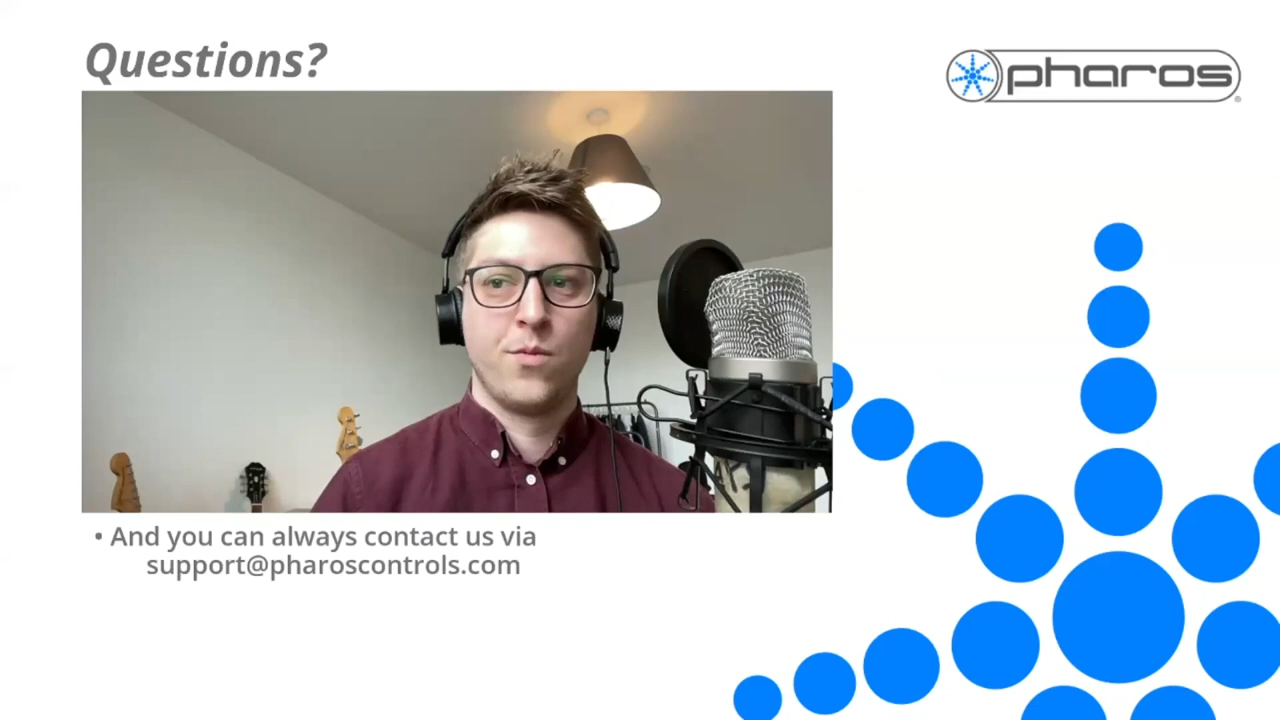 Questions?
pharos
• And you can always contact us via
support@pharoscontrols.com